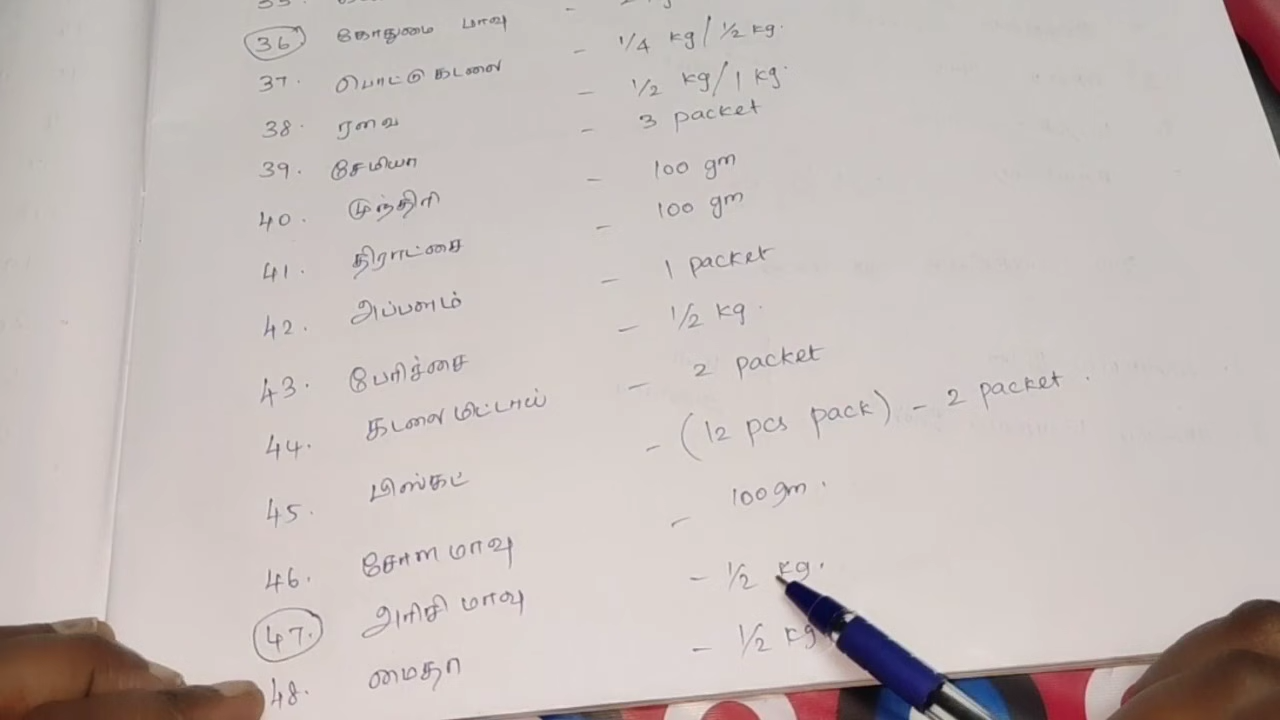 36. கோதுமை மாவு -
37. பொட்டு கடலை - 1/4 kg/ 1/2 kg.
38. ரவை - 1/2 kg/ 1 kg.
39. சேமியா - 3 packet
40. முந்திரி - 100 gm
41. திராட்சை - 100 gm
42. அப்பளம் - 1 packet
43. பேரிச்சை - 1/2 kg.
44. கடலை மிட்டாய் - 2 packet
45. பிஸ்கட் - (12 pcs pack) - 2 packet.
46. சோள மாவு - 100 gm.
47. அரிசி மாவு - 1/2 kg.
48. மைதா - 1/2 kg